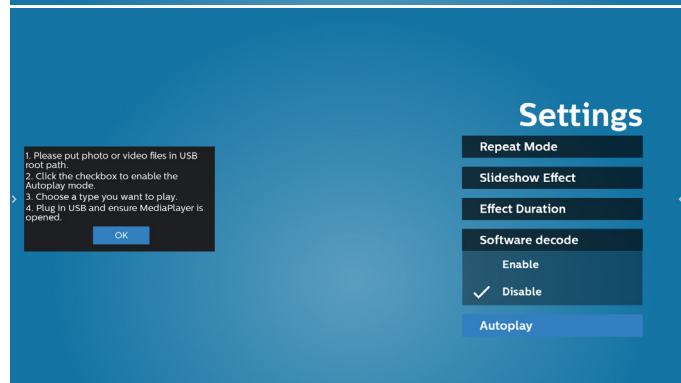 Settings
1. Please put photo or video files in USB
root path.
2. Click the checkbox to enable the
Autoplay mode.
3. Choose a type you want to play.
4. Plug in USB and ensure MediaPlayer is
opened.
OK
Repeat Mode
Slideshow Effect
Effect Duration
Software decode
Enable
Disable
Autoplay